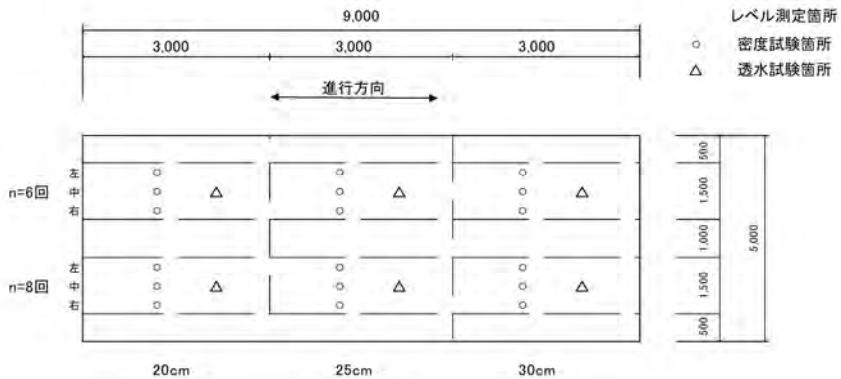 9,000
レベル測定箇所
3,000 3,000 3,000
○ 密度試験箇所
△ 透水試験箇所
進行方向
500
左
n=6回 中
右
1,500
1,000
5,000
左
n=8回 中
右
1,500
500
20cm 25cm 30cm